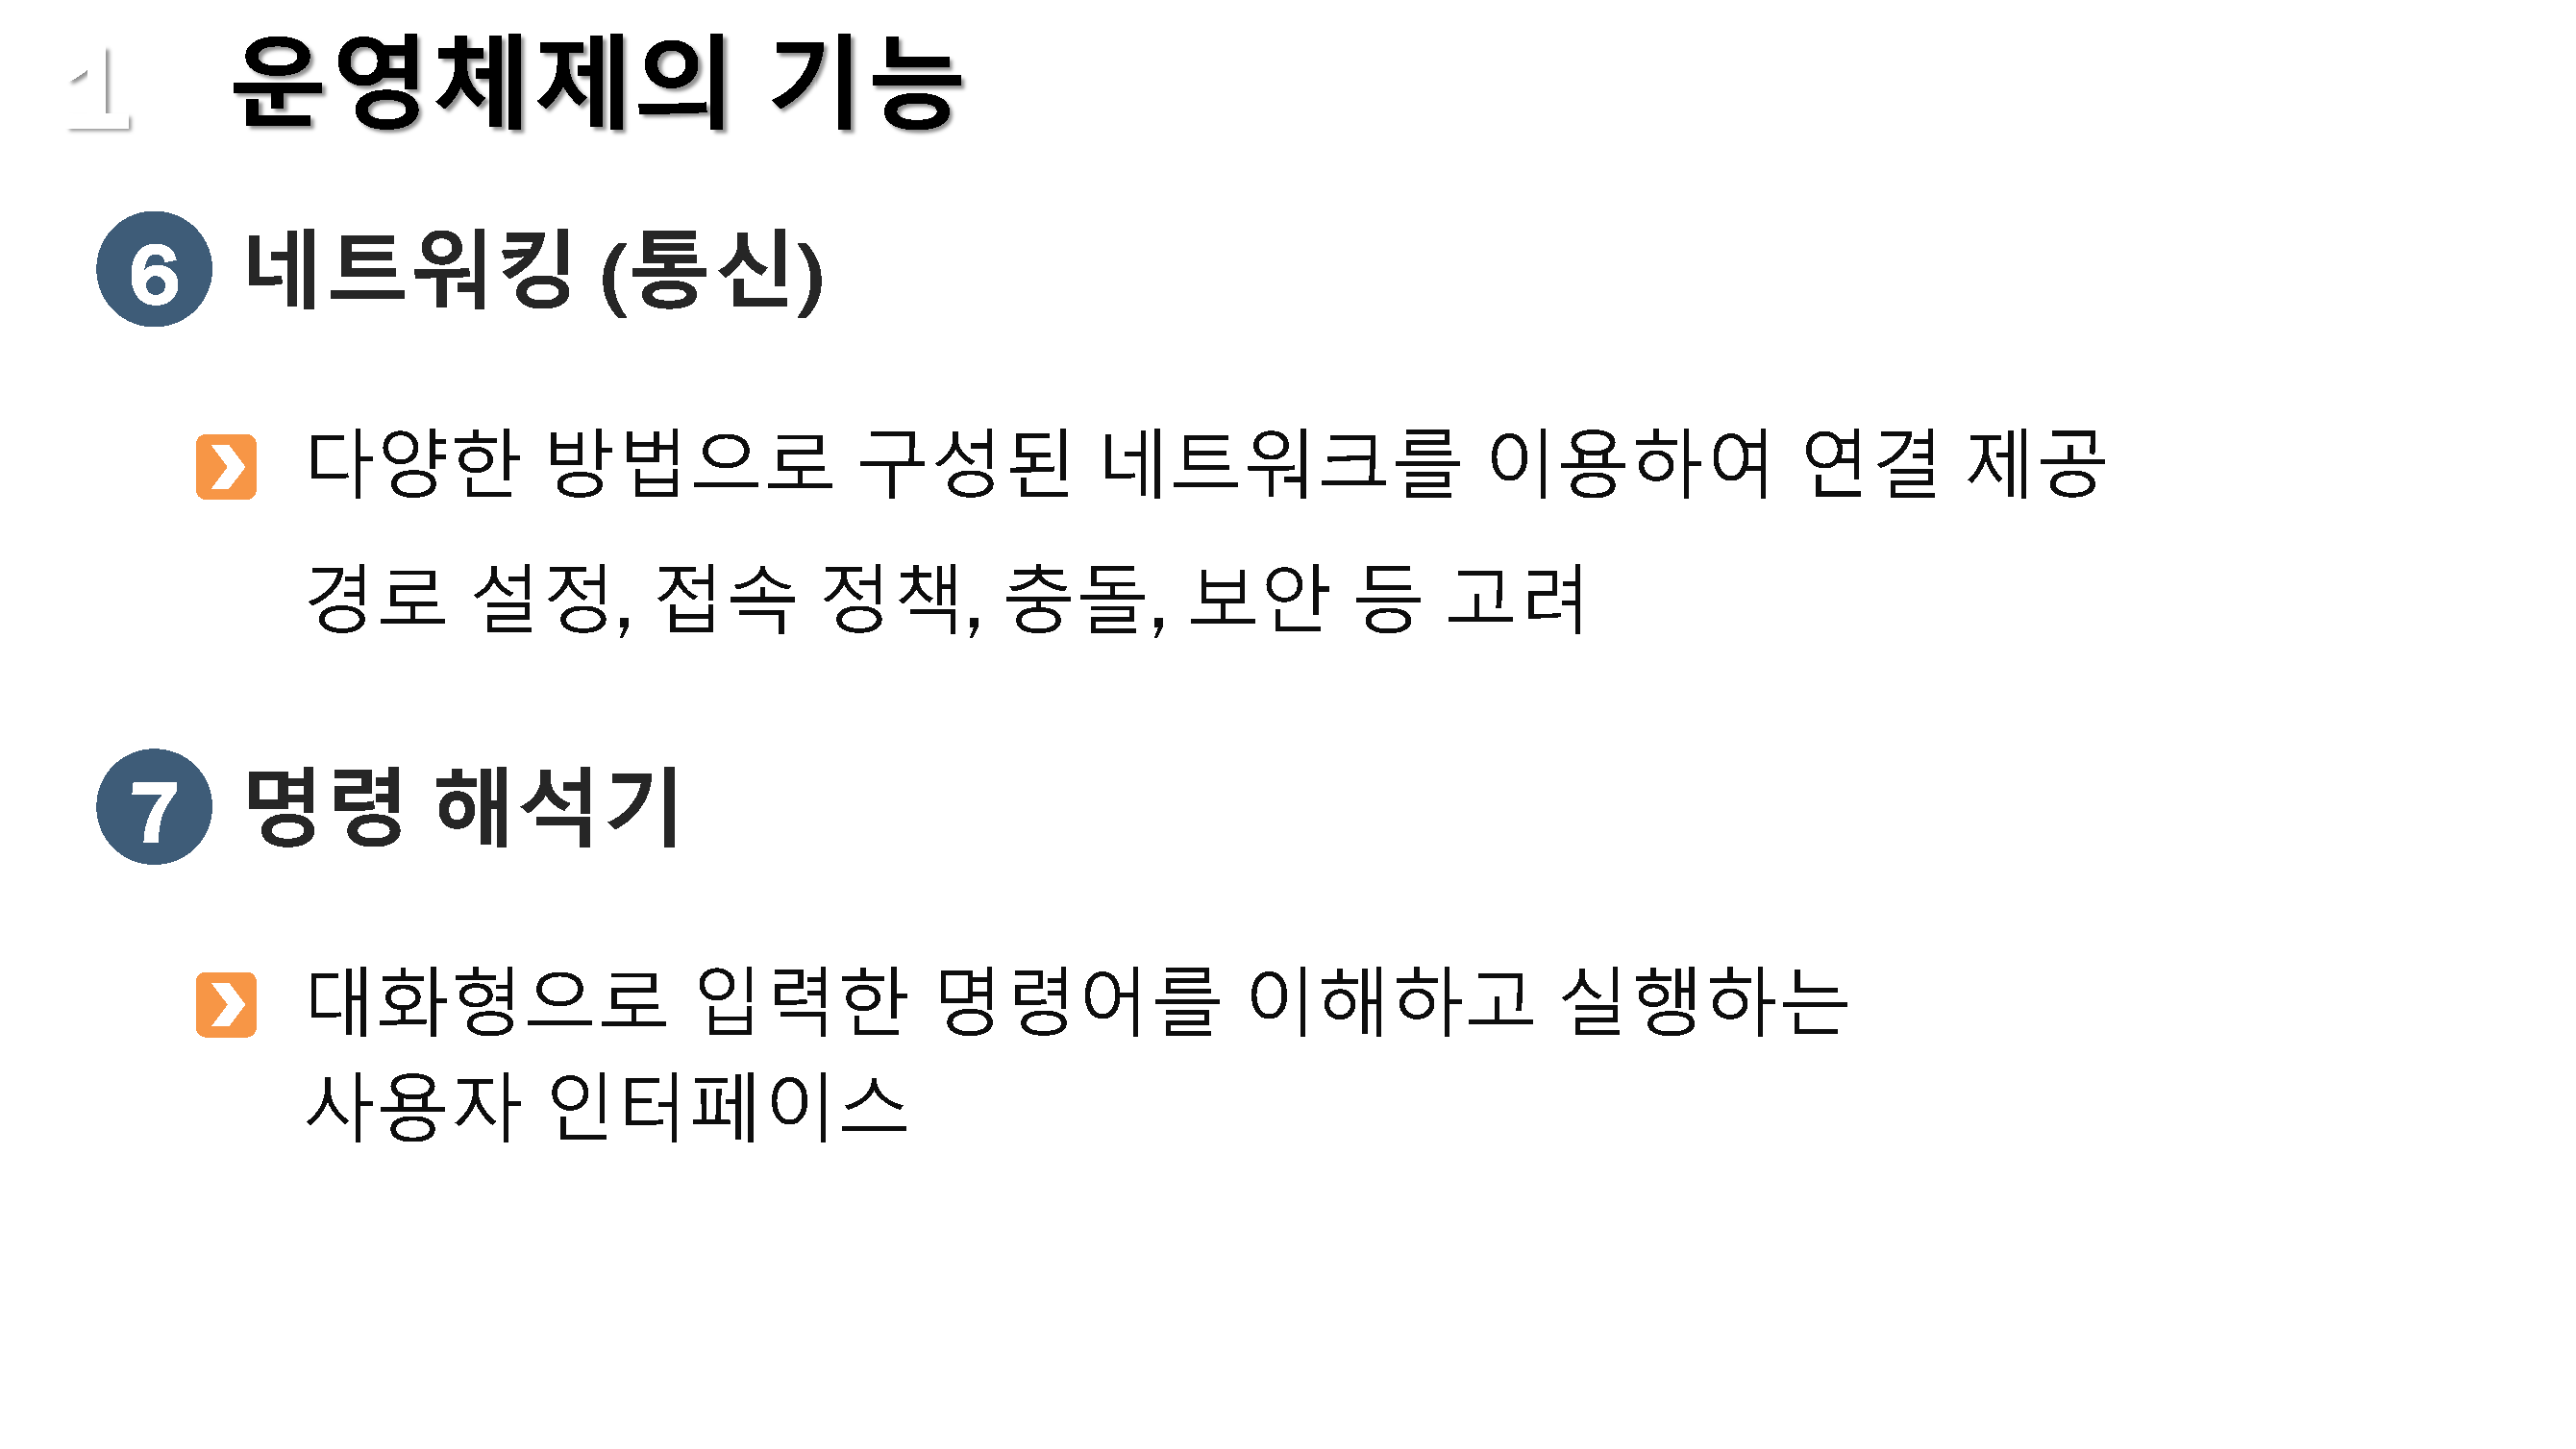 1 운영체제의 기능
6 네트워킹 (통신)
다양한 방법으로 구성된 네트워크를 이용하여 연결 제공
경로 설정, 접속 정책, 충돌, 보안 등 고려
7 명령 해석기
대화형으로 입력한 명령어를 이해하고 실행하는
사용자 인터페이스